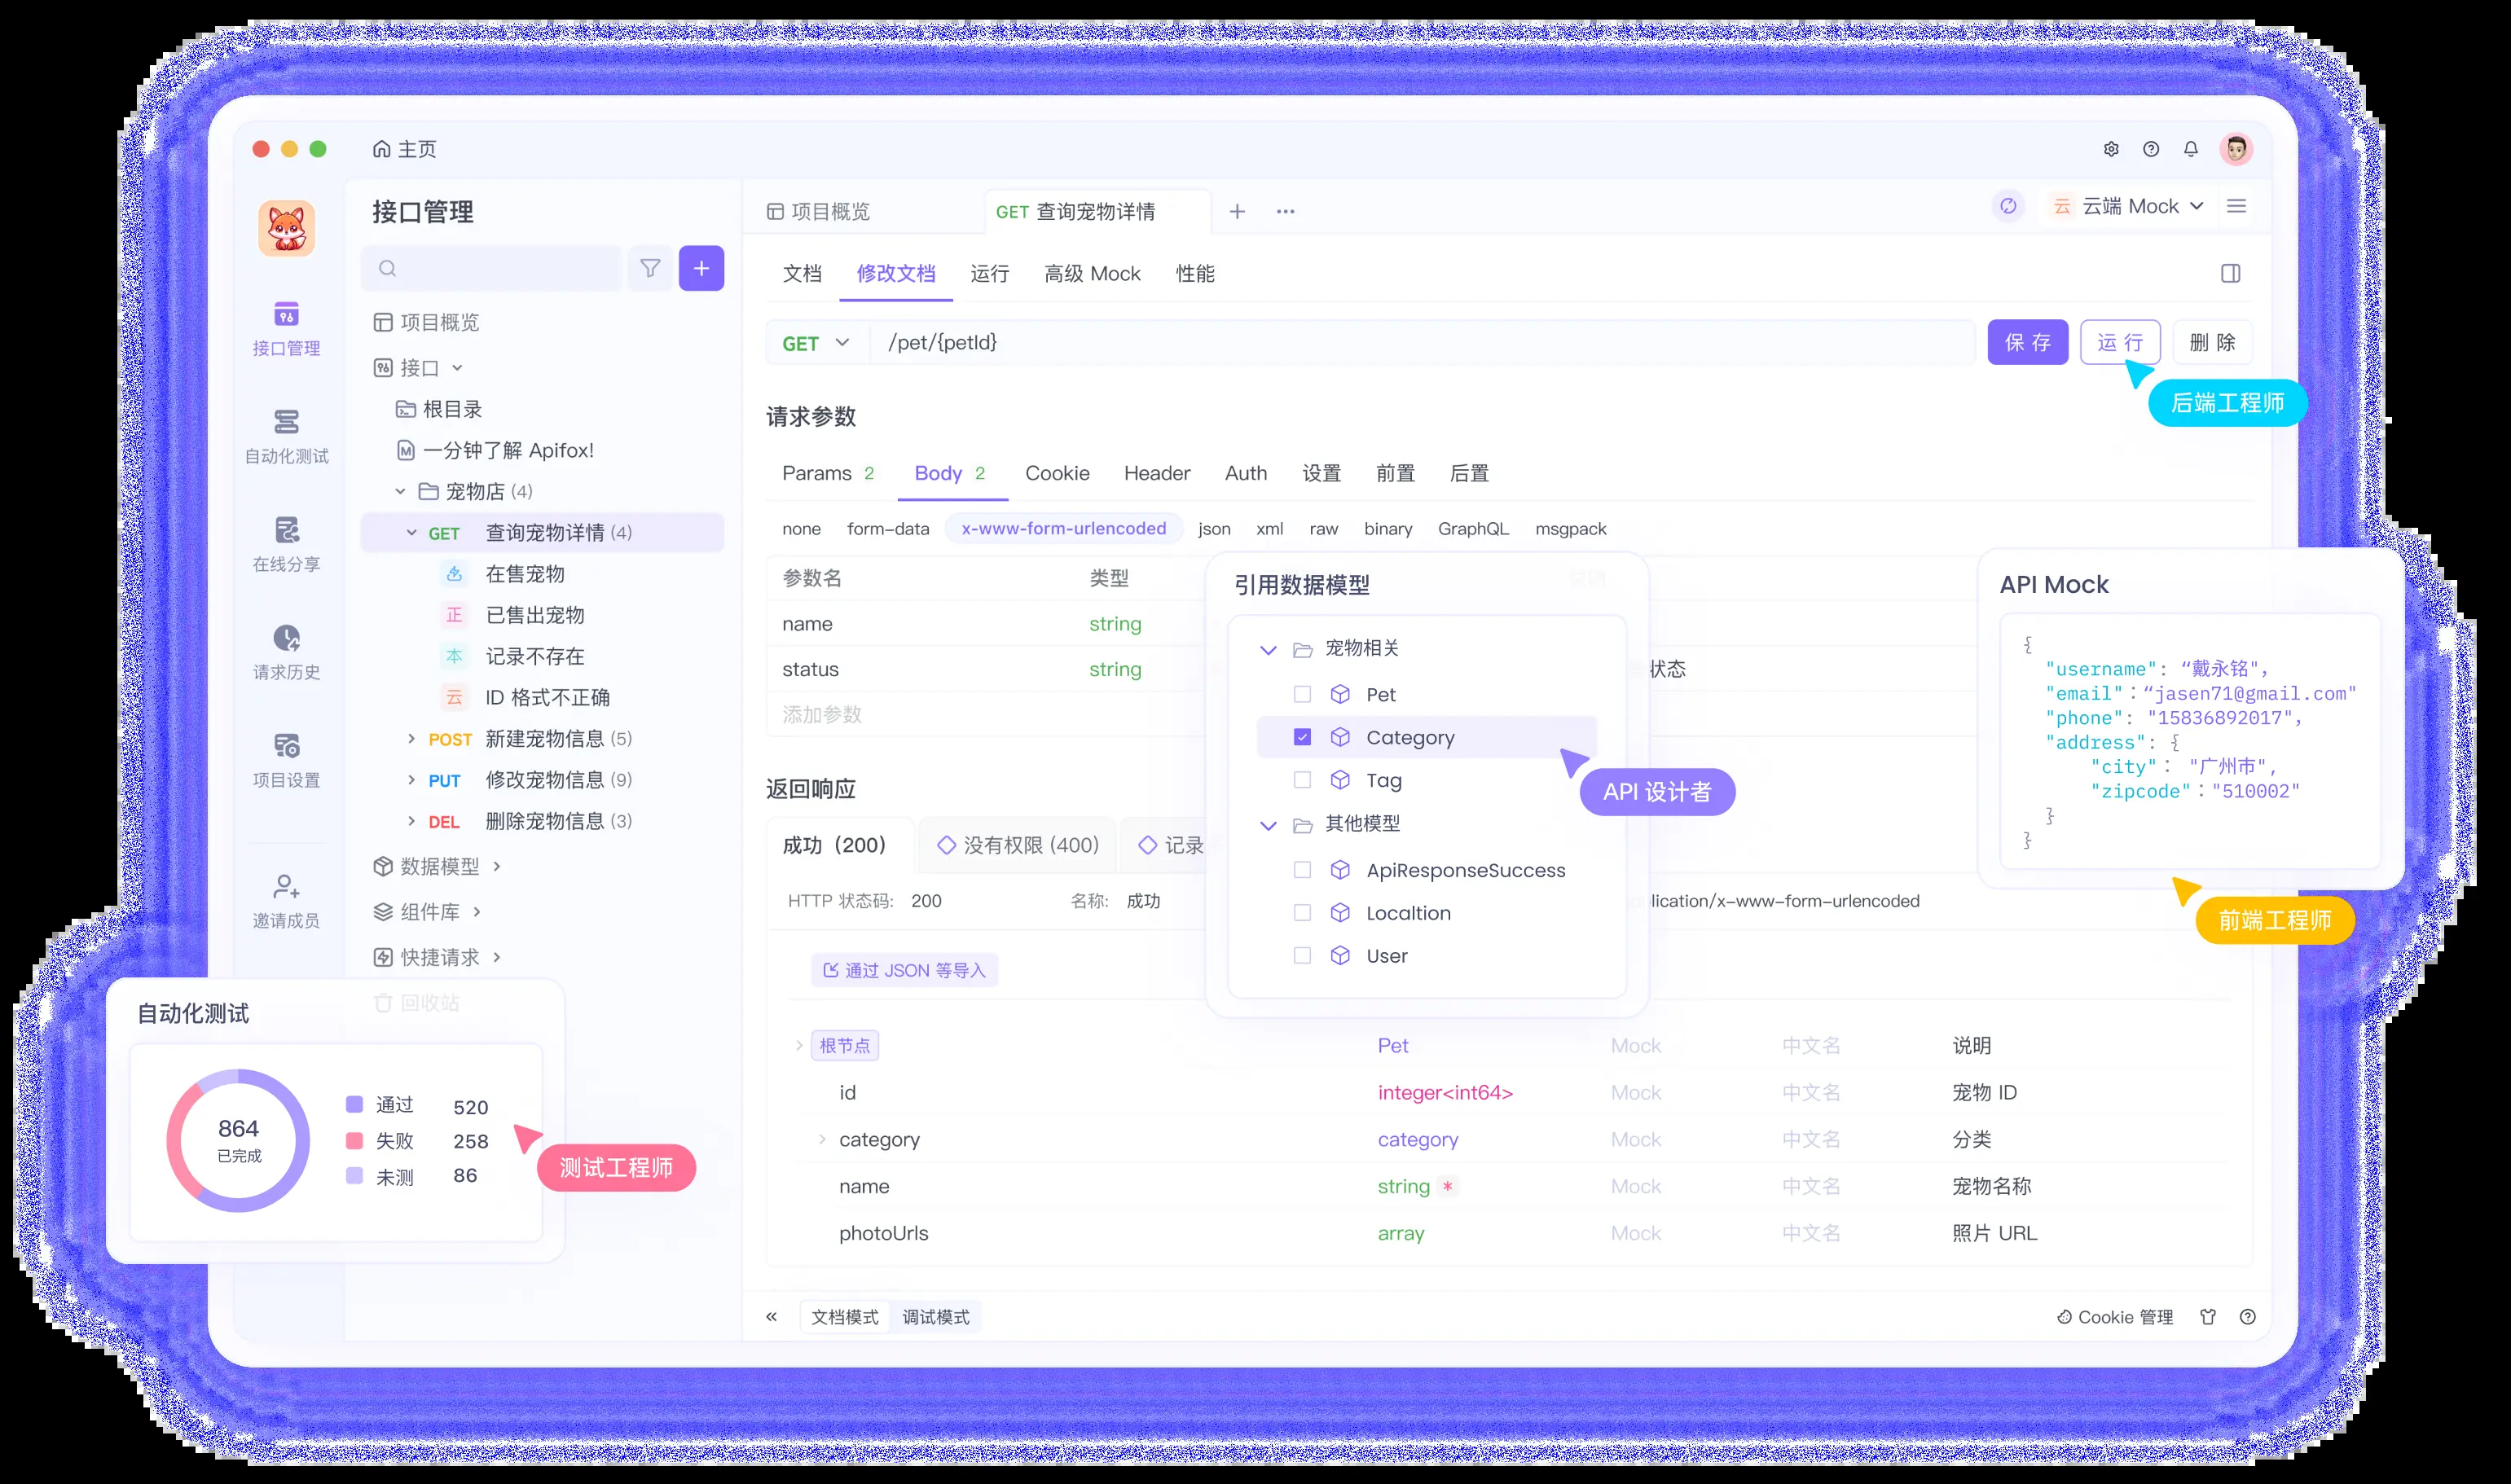 主页
接口管理
项目概览
GET 查询宠物详情
云 云端 Mock
接口管理
自动化测试
在线分享
请求历史
项目设置
邀请成员
项目概览
接口
根目录
一分钟了解 Apifox!
宠物店 (4)
GET 查询宠物详情 (4)
在售宠物
正 已售出宠物
本 记录不存在
云 ID 格式不正确
POST 新建宠物信息 (5)
PUT 修改宠物信息 (9)
DEL 删除宠物信息 (3)
数据模型
组件库
快捷请求
回收站
文档 修改文档 运行 高级 Mock 性能
GET /pet/{petId} 保 存 运 行 删 除
后端工程师
请求参数
Params 2 Body 2 Cookie Header Auth 设置 前置 后置
none form-data x-www-form-urlencoded json xml raw binary GraphQL msgpack
参数名 类型
name string
status string 状态
添加参数
返回响应
成功（200） 没有权限 (400) 记录
HTTP 状态码: 200 名称: 成功 lication/x-www-form-urlencoded
通过 JSON 等导入
根节点 Pet Mock 中文名 说明
id integer<int64> Mock 中文名 宠物 ID
category category Mock 中文名 分类
name string * Mock 中文名 宠物名称
photoUrls array Mock 中文名 照片 URL
文档模式 调试模式
Cookie 管理
引用数据模型
宠物相关
Pet
Category
Tag
其他模型
ApiResponseSuccess
Localtion
User
API 设计者
API Mock
{
"username": “戴永铭",
"email":“jasen71@gmail.com"
"phone": "15836892017",
"address": {
"city": "广州市",
"zipcode":"510002"
}
}
前端工程师
自动化测试
864
已完成
通过 520
失败 258
未测 86
测试工程师